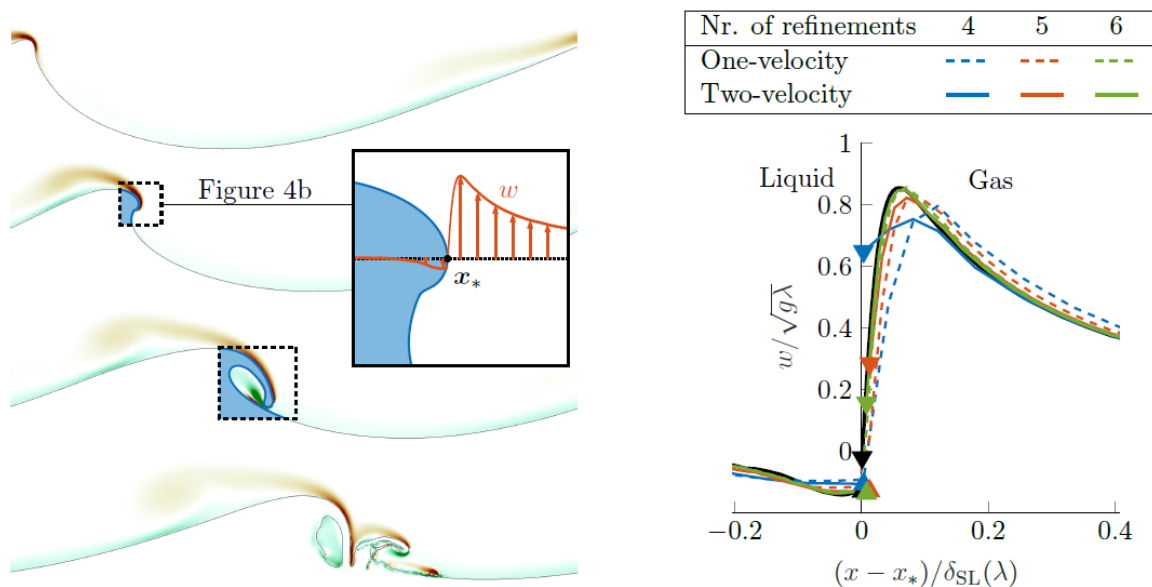 Figure 4b
w
x*
Nr. of refinements 4 5 6
One-velocity
Two-velocity
1
Liquid Gas
0.8
0.6
0.4
0.2
0
w/√gλ
−0.2 0 0.2 0.4
(x − x*)/δSL(λ)